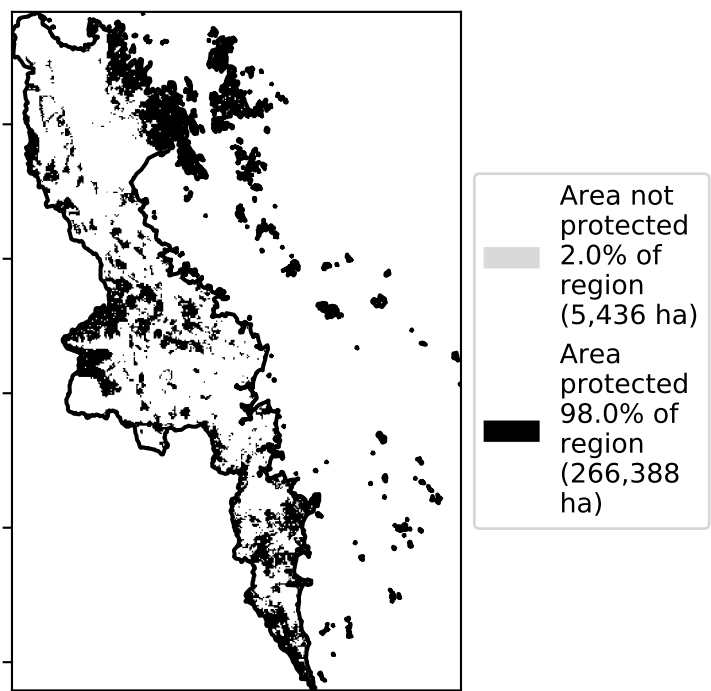 Area not
protected
2.0% of
region
(5,436 ha)
Area
protected
98.0% of
region
(266,388
ha)